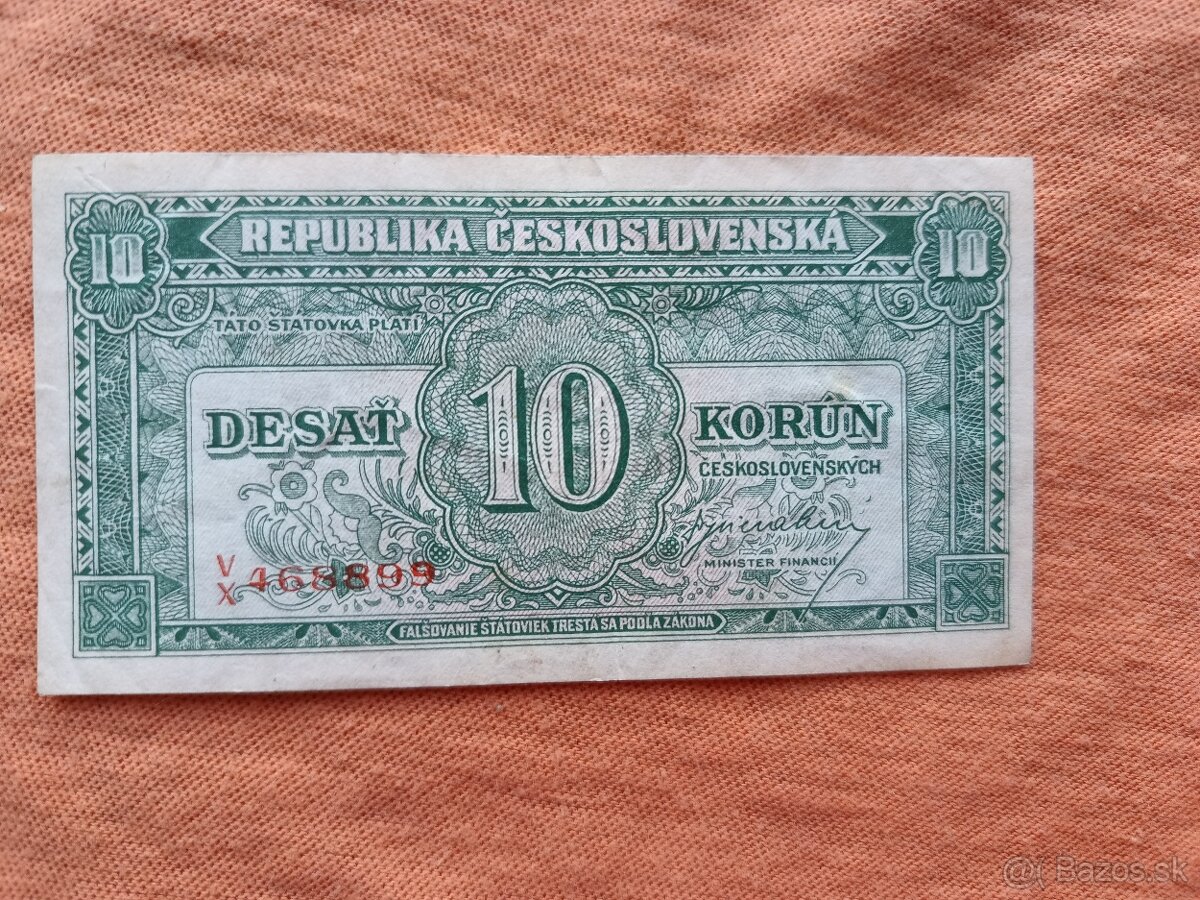 REPUBLIKA ČESKOSLOVENSKÁ
10 10
TÁTO ŠTÁTOVKA PLATÍ
DESAŤ 10 KORÚN
ČESKOSLOVENSKÝCH
V
X 468899
MINISTER FINANCIÍ
FALŠOVANIE ŠTÁTOVIEK TRESTÁ SA PODĽA ZÁKONA
@( Bazos.sk